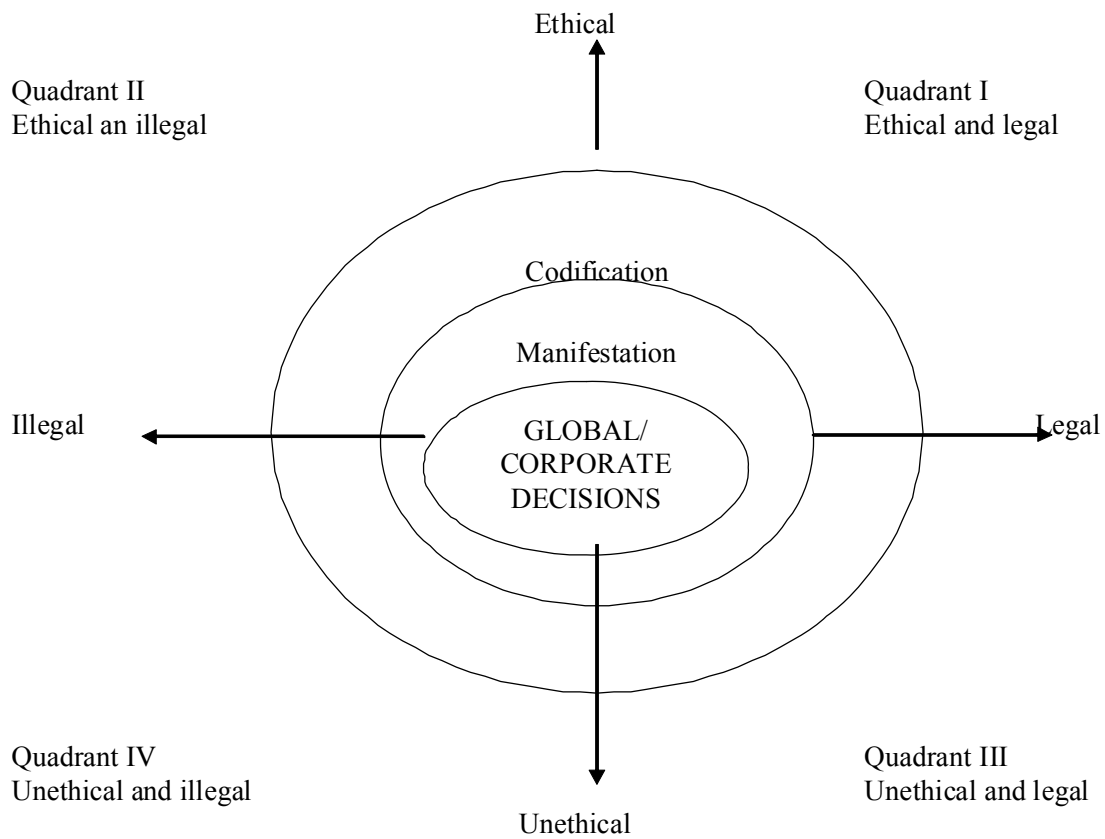 Ethical
Quadrant II
Ethical an illegal
Quadrant I
Ethical and legal
Codification
Manifestation
Illegal
GLOBAL/
CORPORATE
DECISIONS
Legal
Quadrant IV
Unethical and illegal
Quadrant III
Unethical and legal
Unethical